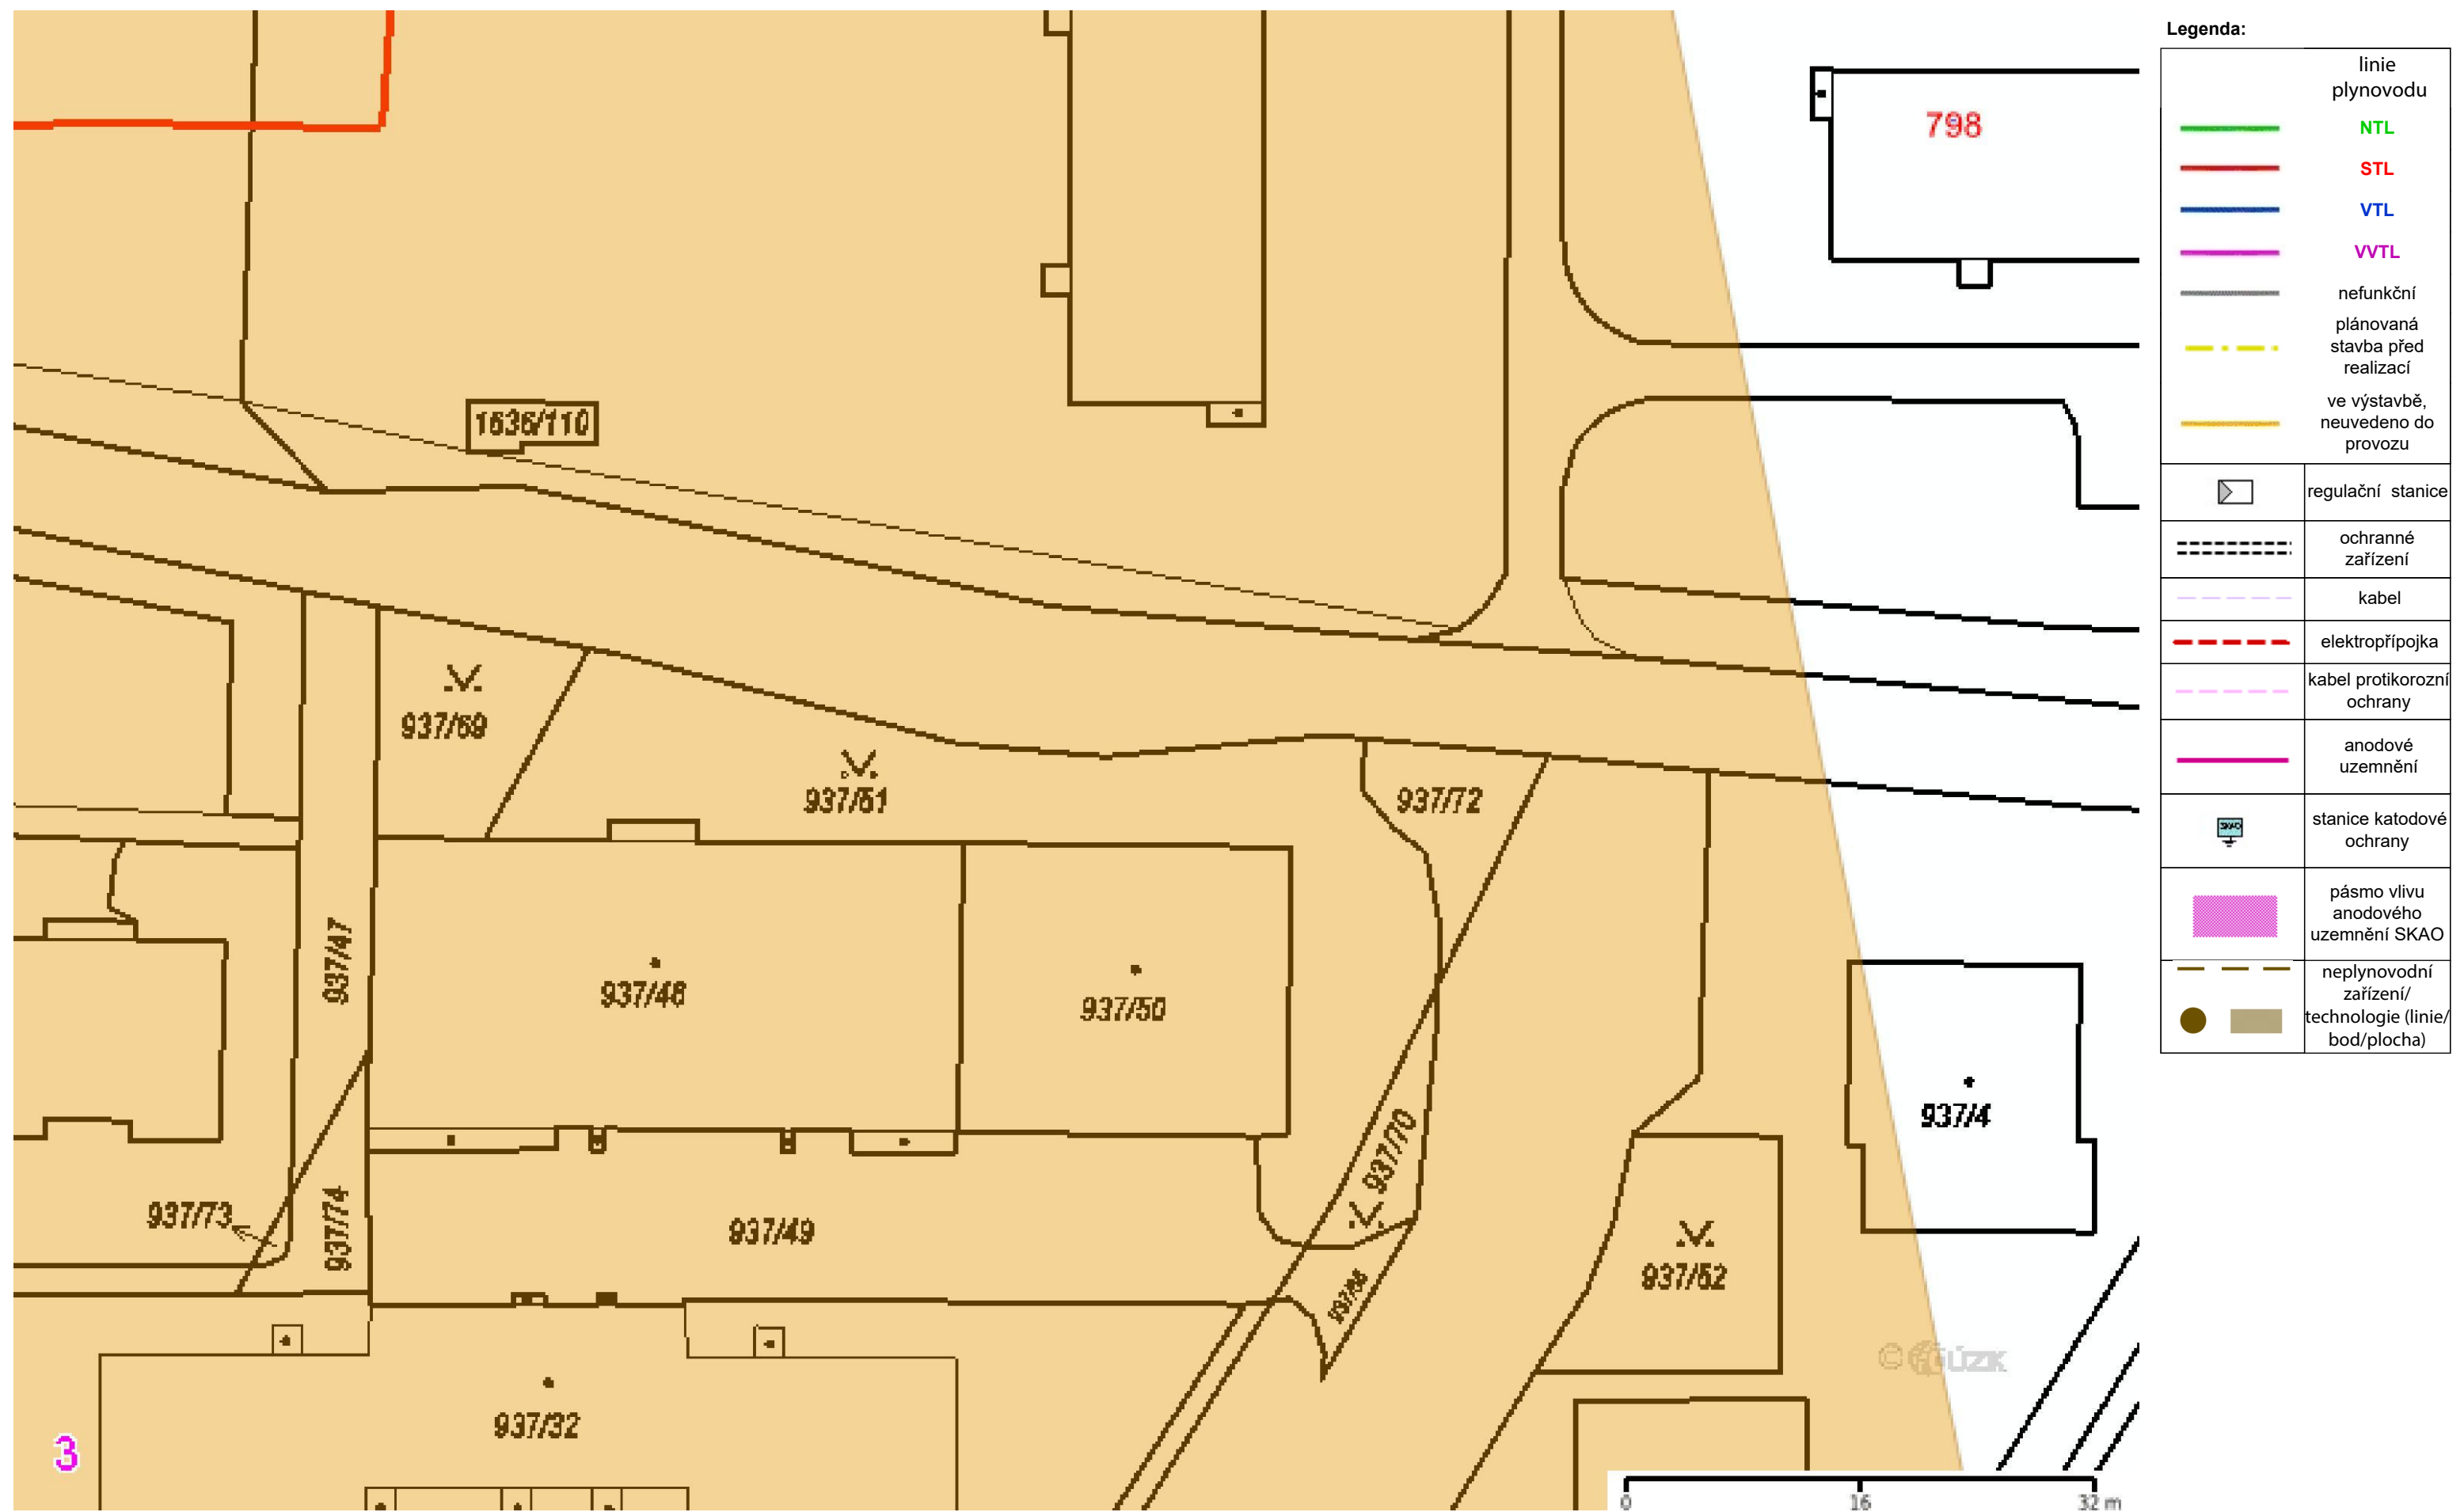 Legenda:
linie
plynovodu
NTL
STL
VTL
VVTL
nefunkční
plánovaná
stavba před
realizací
ve výstavbě,
neuvedeno do
provozu
regulační stanice
ochranné
zařízení
kabel
elektropřípojka
kabel protikorozní
ochrany
anodové
uzemnění
SKAO
stanice katodové
ochrany
pásmo vlivu
anodového
uzemnění SKAO
neplynovodní
zařízení/
technologie (linie/
bod/plocha)
798
1636/110
937/69
937/51
937/72
937/47
937/48
937/50
937/4
937/70
937/73
937/74
937/49
937/52
937/32
3
© ČÚZK
0 16 32 m